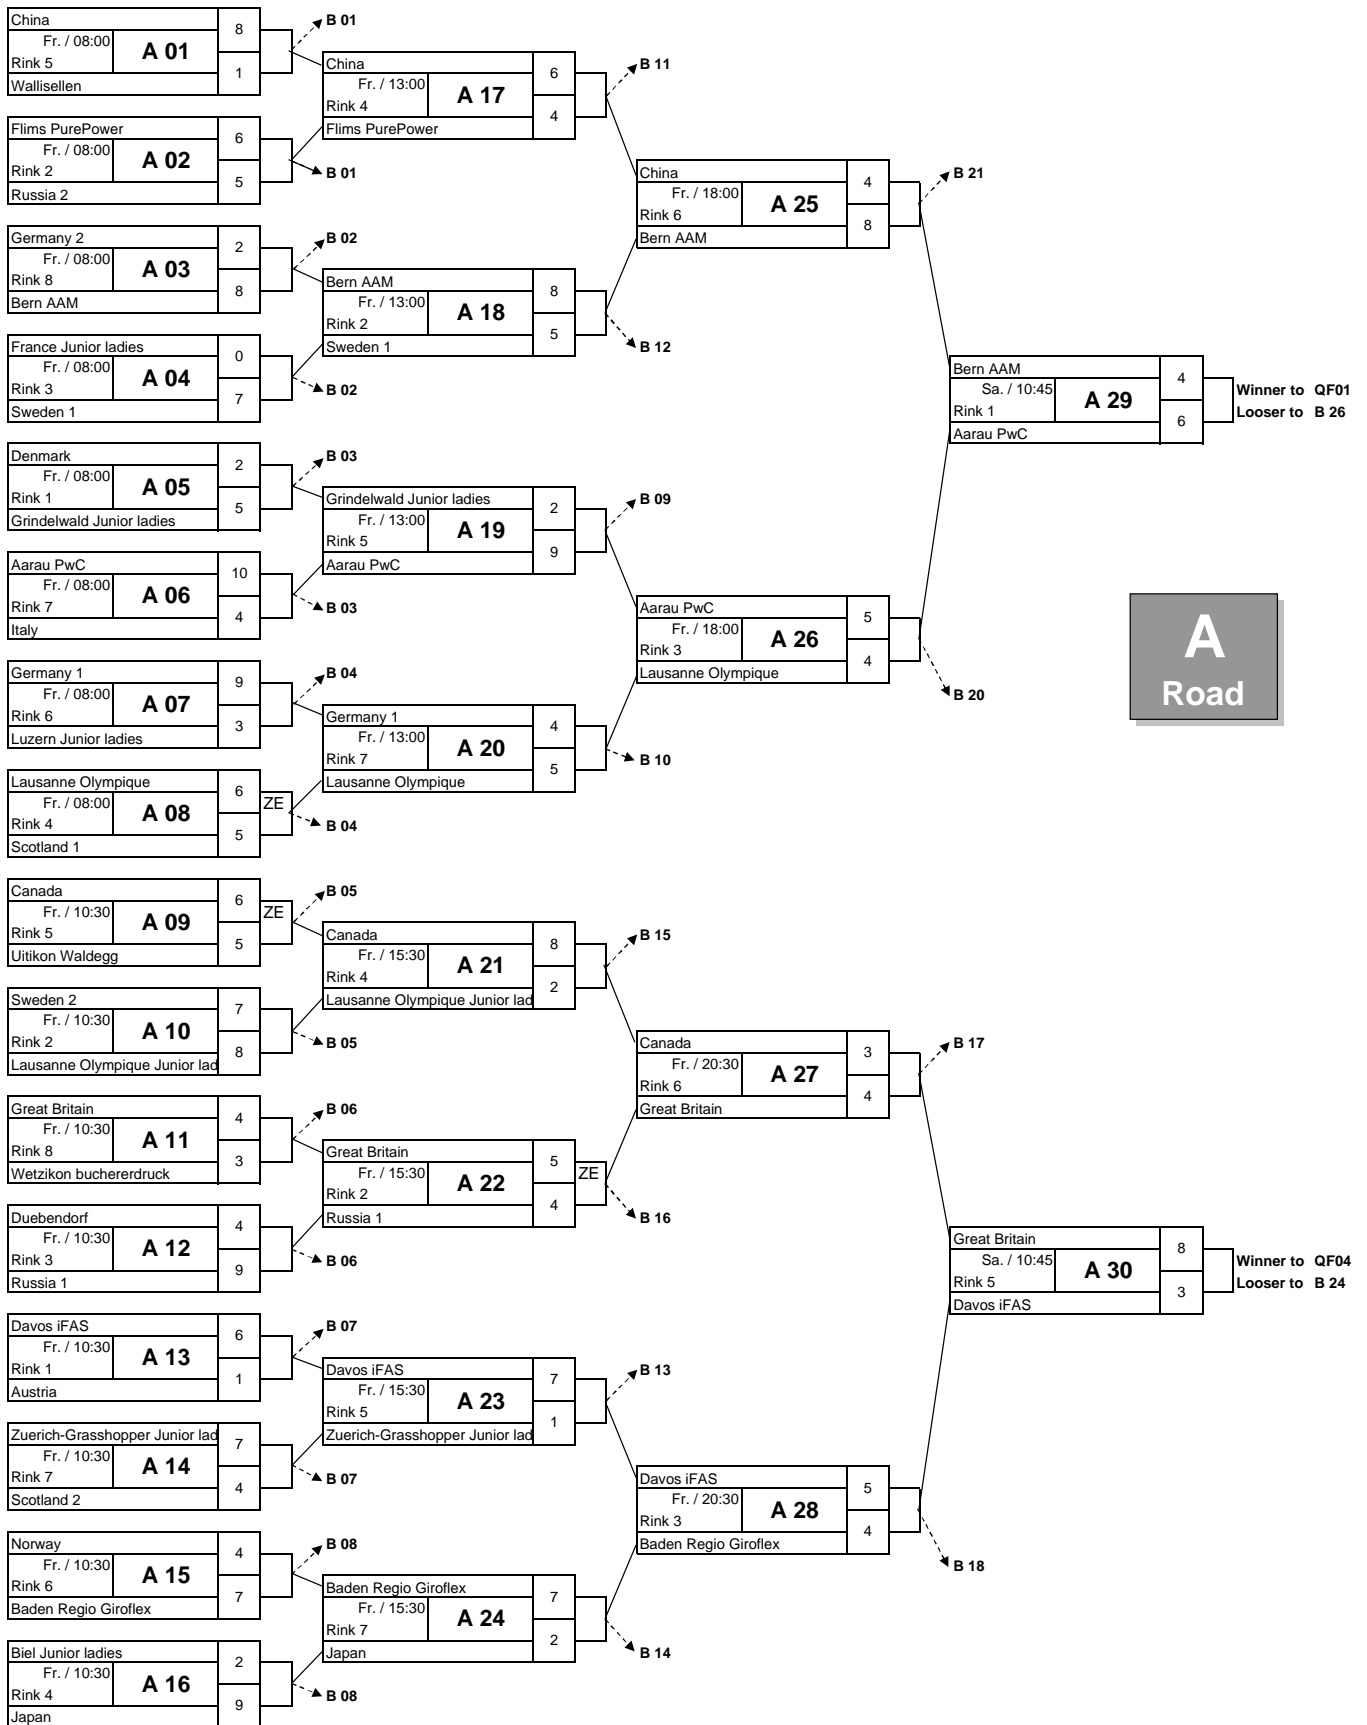 China
8
Fr. / 08:00
A 01
Rink 5
1
Wallisellen
B 01
Flims PurePower
6
Fr. / 08:00
A 02
Rink 2
5
Russia 2
B 01
Germany 2
2
Fr. / 08:00
A 03
Rink 8
8
Bern AAM
B 02
France Junior ladies
0
Fr. / 08:00
A 04
Rink 3
7
Sweden 1
B 02
Denmark
2
Fr. / 08:00
A 05
Rink 1
5
Grindelwald Junior ladies
B 03
Aarau PwC
10
Fr. / 08:00
A 06
Rink 7
4
Italy
B 03
Germany 1
9
Fr. / 08:00
A 07
Rink 6
3
Luzern Junior ladies
B 04
Lausanne Olympique
6
Fr. / 08:00
A 08
ZE
Rink 4
5
Scotland 1
B 04
Canada
6
Fr. / 10:30
A 09
ZE
Rink 5
5
Uitikon Waldegg
B 05
Sweden 2
7
Fr. / 10:30
A 10
Rink 2
8
Lausanne Olympique Junior lad
B 05
Great Britain
4
Fr. / 10:30
A 11
Rink 8
3
Wetzikon buchererdruck
B 06
Duebendorf
4
Fr. / 10:30
A 12
Rink 3
9
Russia 1
B 06
Davos iFAS
6
Fr. / 10:30
A 13
Rink 1
1
Austria
B 07
Zuerich-Grasshopper Junior lad
7
Fr. / 10:30
A 14
Rink 7
4
Scotland 2
B 07
Norway
4
Fr. / 10:30
A 15
Rink 6
7
Baden Regio Giroflex
B 08
Biel Junior ladies
2
Fr. / 10:30
A 16
Rink 4
9
Japan
B 08
China
6
Fr. / 13:00
A 17
Rink 4
4
Flims PurePower
B 11
Bern AAM
8
Fr. / 13:00
A 18
Rink 2
5
Sweden 1
B 12
Grindelwald Junior ladies
2
Fr. / 13:00
A 19
Rink 5
9
Aarau PwC
B 09
Germany 1
4
Fr. / 13:00
A 20
Rink 7
5
Lausanne Olympique
B 10
Canada
8
Fr. / 15:30
A 21
Rink 4
2
Lausanne Olympique Junior lad
B 15
Great Britain
5
Fr. / 15:30
A 22
ZE
Rink 2
4
Russia 1
B 16
Davos iFAS
7
Fr. / 15:30
A 23
Rink 5
1
Zuerich-Grasshopper Junior lad
B 13
Baden Regio Giroflex
7
Fr. / 15:30
A 24
Rink 7
2
Japan
B 14
China
4
Fr. / 18:00
A 25
Rink 6
8
Bern AAM
B 21
Aarau PwC
5
Fr. / 18:00
A 26
Rink 3
4
Lausanne Olympique
B 20
Canada
3
Fr. / 20:30
A 27
Rink 6
4
Great Britain
B 17
Davos iFAS
5
Fr. / 20:30
A 28
Rink 3
4
Baden Regio Giroflex
B 18
Bern AAM
4
Sa. / 10:45
A 29
Rink 1
6
Aarau PwC
Winner to QF01
Looser to B 26
A
Road
Great Britain
8
Sa. / 10:45
A 30
Rink 5
3
Davos iFAS
Winner to QF04
Looser to B 24